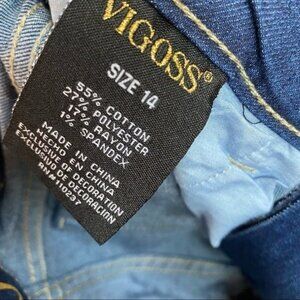 VIGOSS®
SIZE 14
55% COTTON
27% POLYESTER
17% RAYON
1% SPANDEX
MADE IN CHINA
HECHO EN CHINA
EXCLUSIVE OF DECORATION
EXCLUSIVO DE DECORACION
RN# 110237